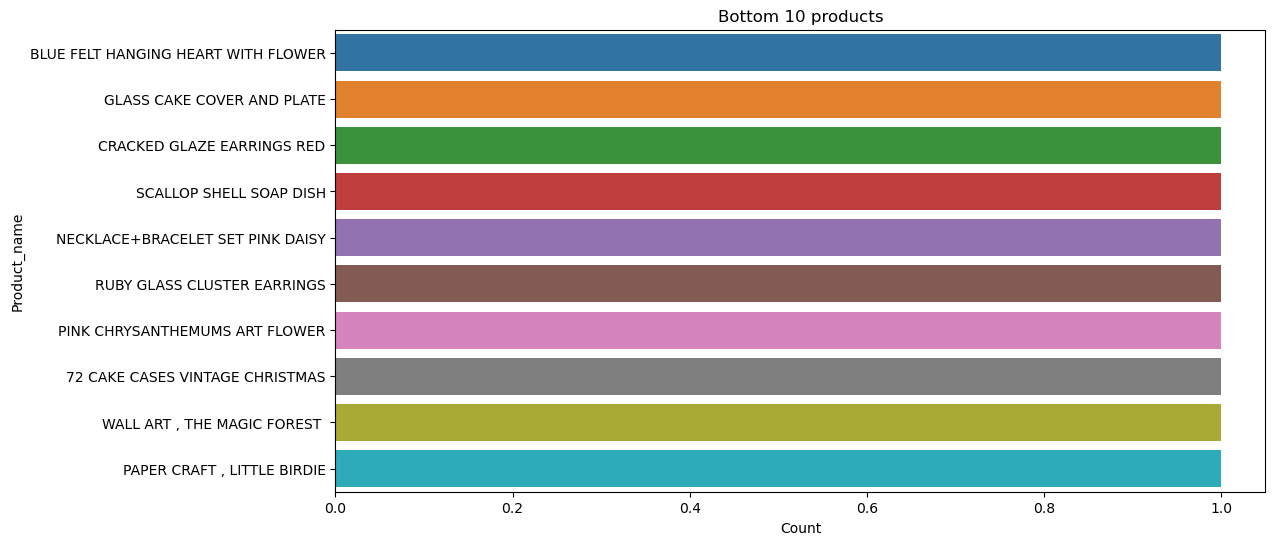 Bottom 10 products
BLUE FELT HANGING HEART WITH FLOWER
GLASS CAKE COVER AND PLATE
CRACKED GLAZE EARRINGS RED
SCALLOP SHELL SOAP DISH
NECKLACE+BRACELET SET PINK DAISY
RUBY GLASS CLUSTER EARRINGS
PINK CHRYSANTHEMUMS ART FLOWER
72 CAKE CASES VINTAGE CHRISTMAS
WALL ART , THE MAGIC FOREST
PAPER CRAFT , LITTLE BIRDIE
Product_name
0.0 0.2 0.4 0.6 0.8 1.0
Count